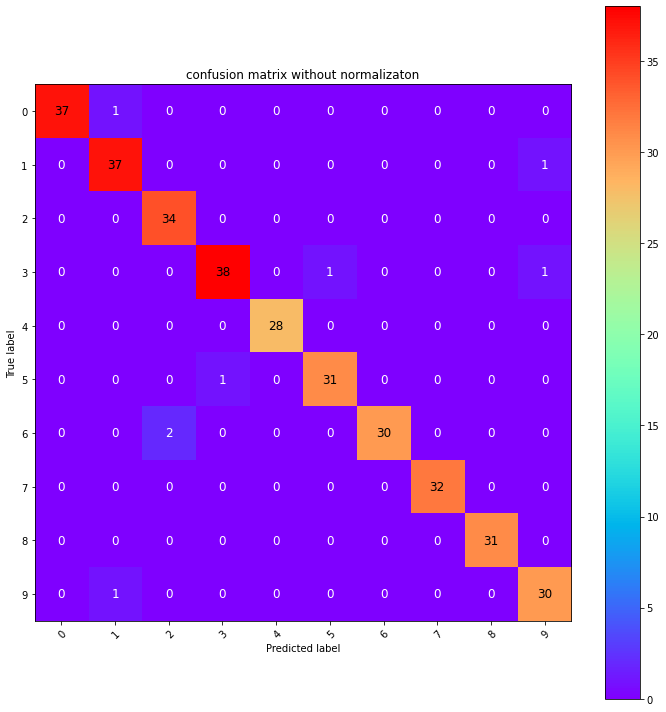 confusion matrix without normalizaton
0 37 1 0 0 0 0 0 0 0 0
1 0 37 0 0 0 0 0 0 0 1
2 0 0 34 0 0 0 0 0 0 0
3 0 0 0 38 0 1 0 0 0 1
4 0 0 0 0 28 0 0 0 0 0
5 0 0 0 1 0 31 0 0 0 0
6 0 0 2 0 0 0 30 0 0 0
7 0 0 0 0 0 0 0 32 0 0
8 0 0 0 0 0 0 0 0 31 0
9 0 1 0 0 0 0 0 0 0 30
0 1 2 3 4 5 6 7 8 9
True label
Predicted label
35
30
25
20
15
10
5
0